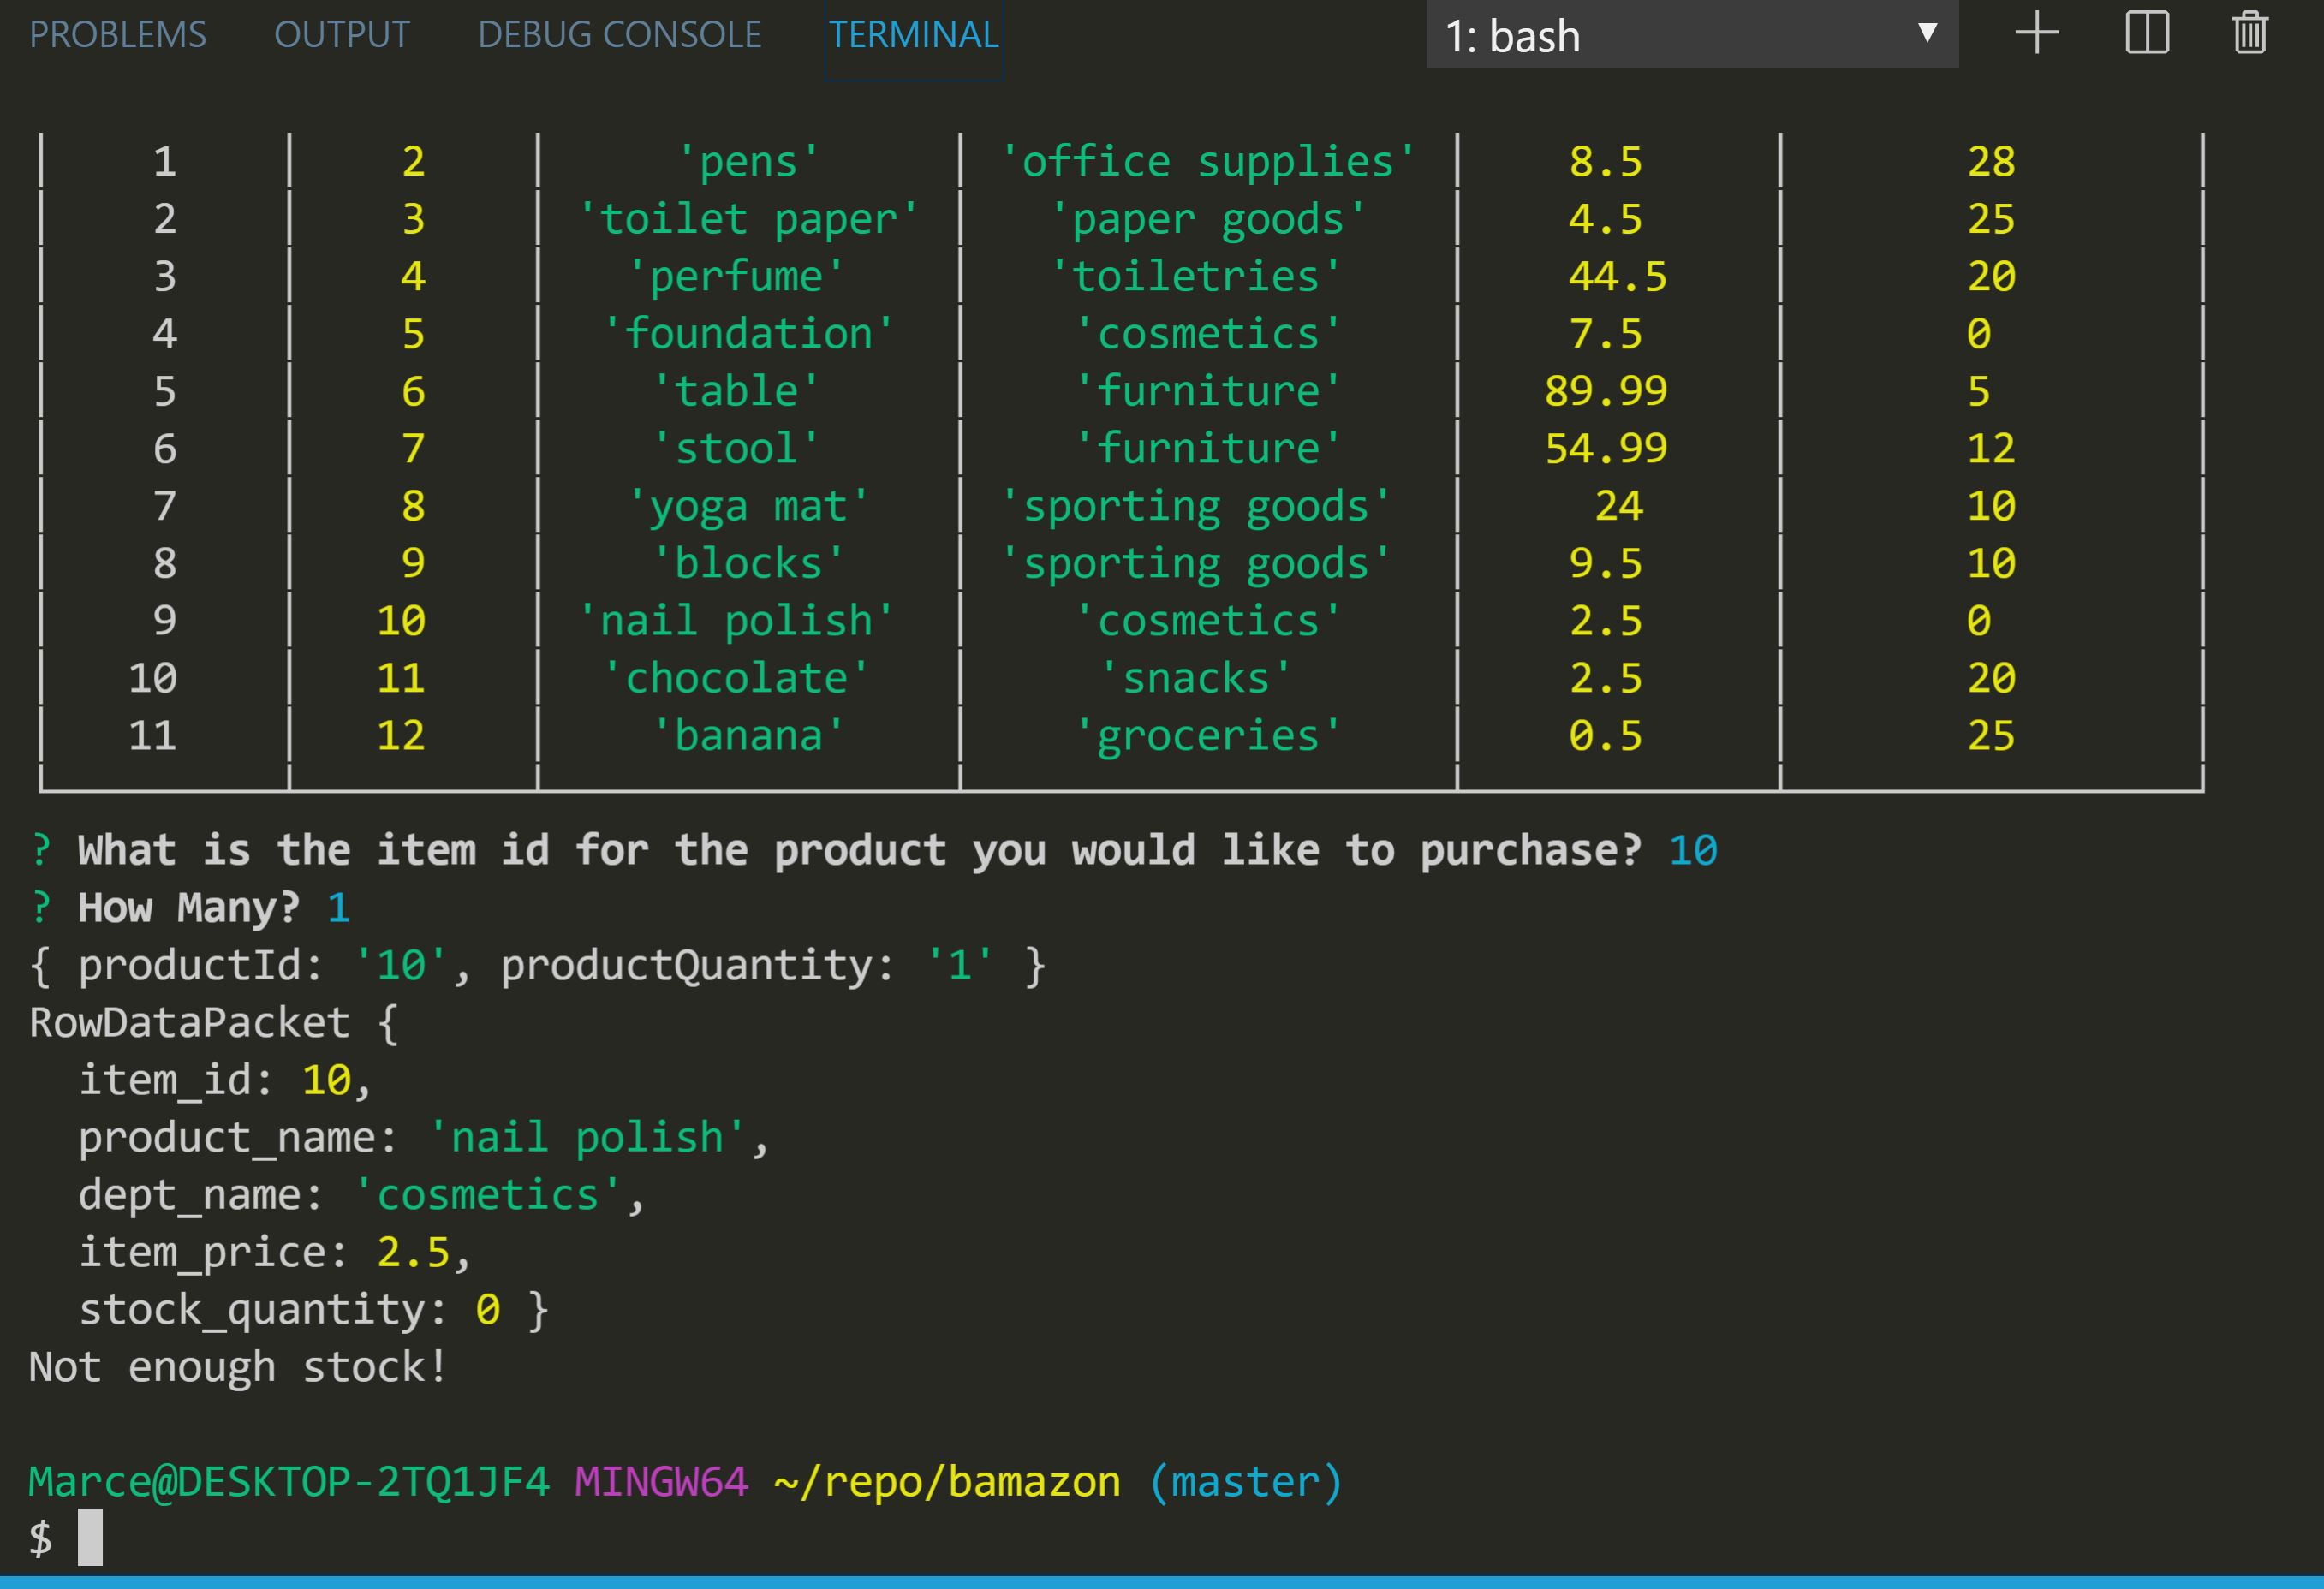 PROBLEMS OUTPUT DEBUG CONSOLE TERMINAL 1: bash
1 2 'pens' 'office supplies' 8.5 28
2 3 'toilet paper' 'paper goods' 4.5 25
3 4 'perfume' 'toiletries' 44.5 20
4 5 'foundation' 'cosmetics' 7.5 0
5 6 'table' 'furniture' 89.99 5
6 7 'stool' 'furniture' 54.99 12
7 8 'yoga mat' 'sporting goods' 24 10
8 9 'blocks' 'sporting goods' 9.5 10
9 10 'nail polish' 'cosmetics' 2.5 0
10 11 'chocolate' 'snacks' 2.5 20
11 12 'banana' 'groceries' 0.5 25
? What is the item id for the product you would like to purchase? 10
? How Many? 1
{ productId: '10', productQuantity: '1' }
RowDataPacket {
  item_id: 10,
  product_name: 'nail polish',
  dept_name: 'cosmetics',
  item_price: 2.5,
  stock_quantity: 0 }
Not enough stock!
Marce@DESKTOP-2TQ1JF4 MINGW64 ~/repo/bamazon (master)
$